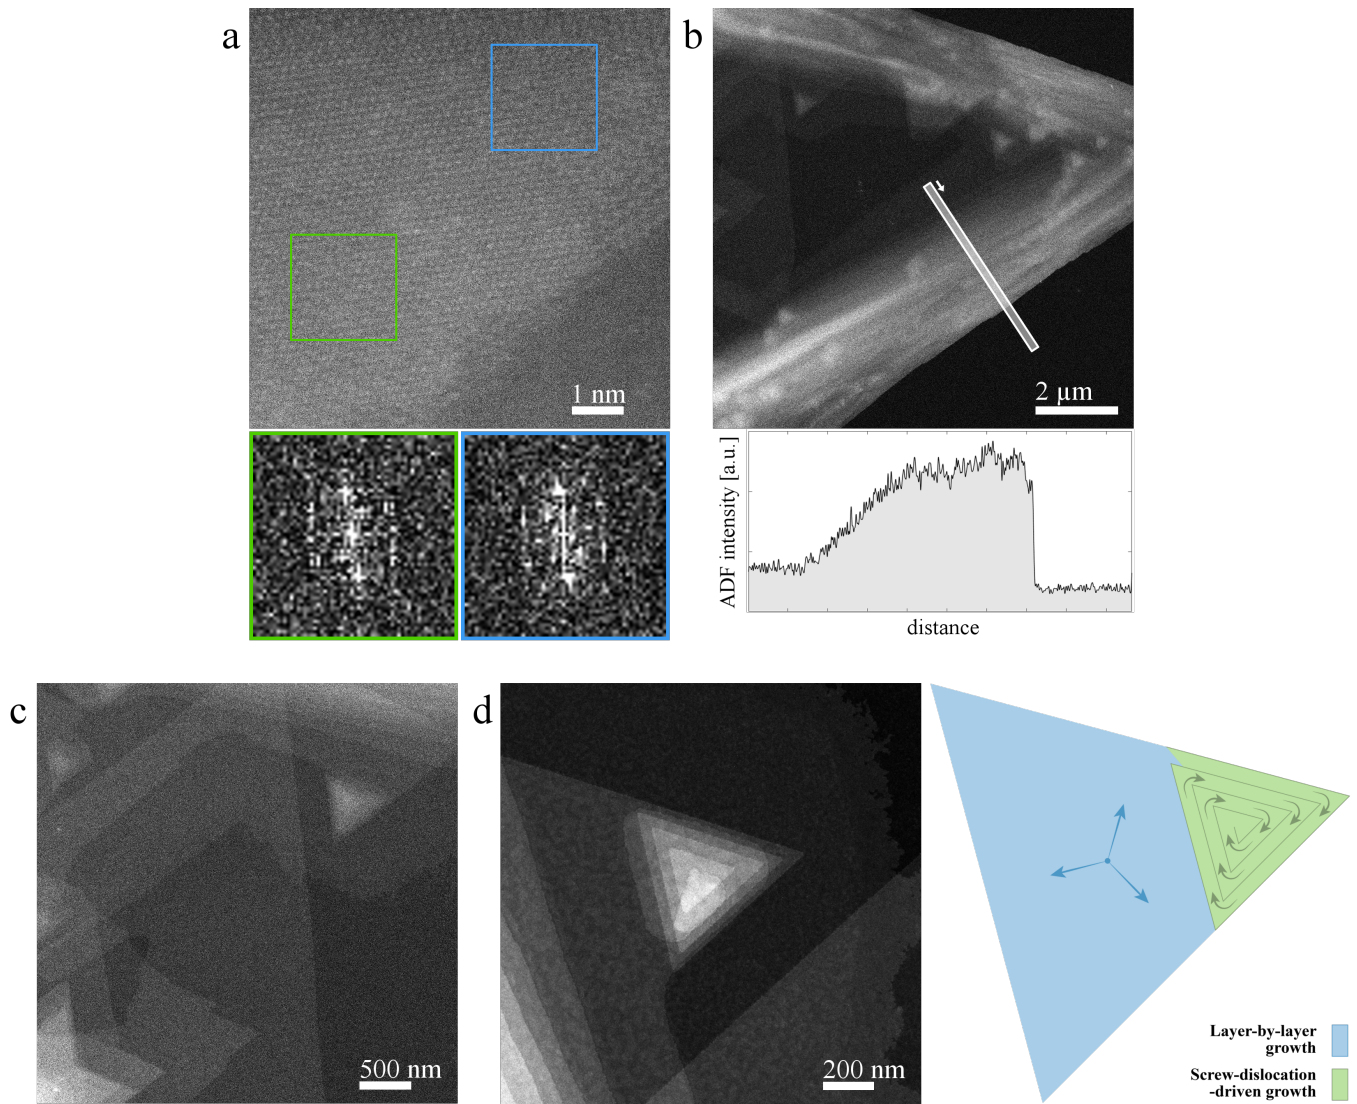 a
b
1 nm
2 µm
ADF intensity [a.u.]
distance
c
d
500 nm
200 nm
Layer-by-layer
growth
Screw-dislocation
-driven growth